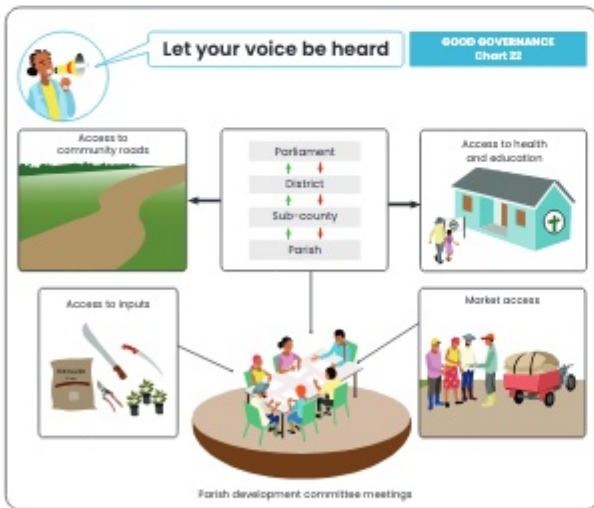 Let your voice be heard
GOOD GOVERNANCE
Chart 22
Access to
community roads
Parliament
District
Sub-county
Parish
Access to health
and education
Access to inputs
FERTILIZER
Market access
Parish development committee meetings